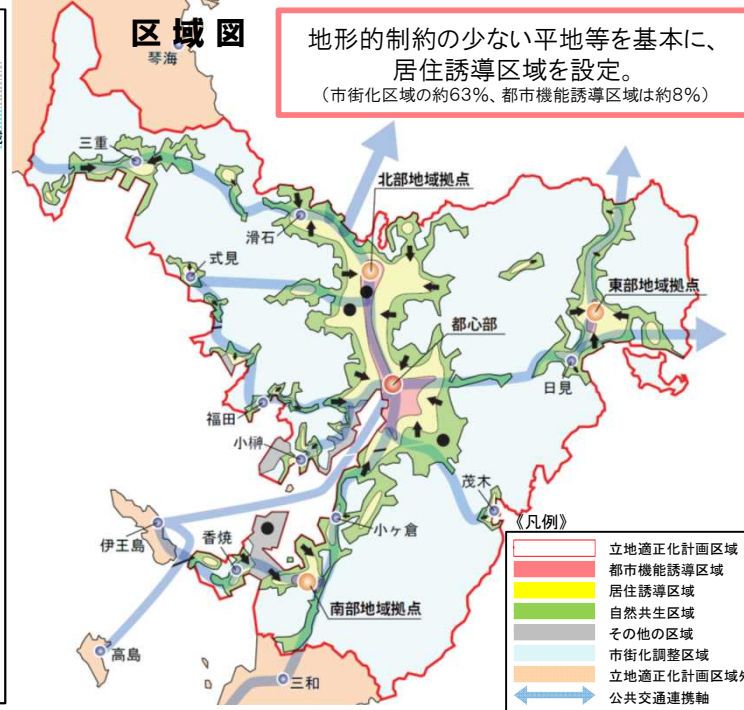 区域図
地形的制約の少ない平地等を基本に、
居住誘導区域を設定。
(市街化区域の約63%、都市機能誘導区域は約8%)
琴海
三重
北部地域拠点
滑石
式見
東部地域拠点
都心部
日見
福田
小榊
茂木
伊王島
香焼
小ヶ倉
南部地域拠点
高島
三和
《凡例》
立地適正化計画区域
都市機能誘導区域
居住誘導区域
自然共生区域
その他の区域
市街化調整区域
立地適正化計画区域外
公共交通連携軸